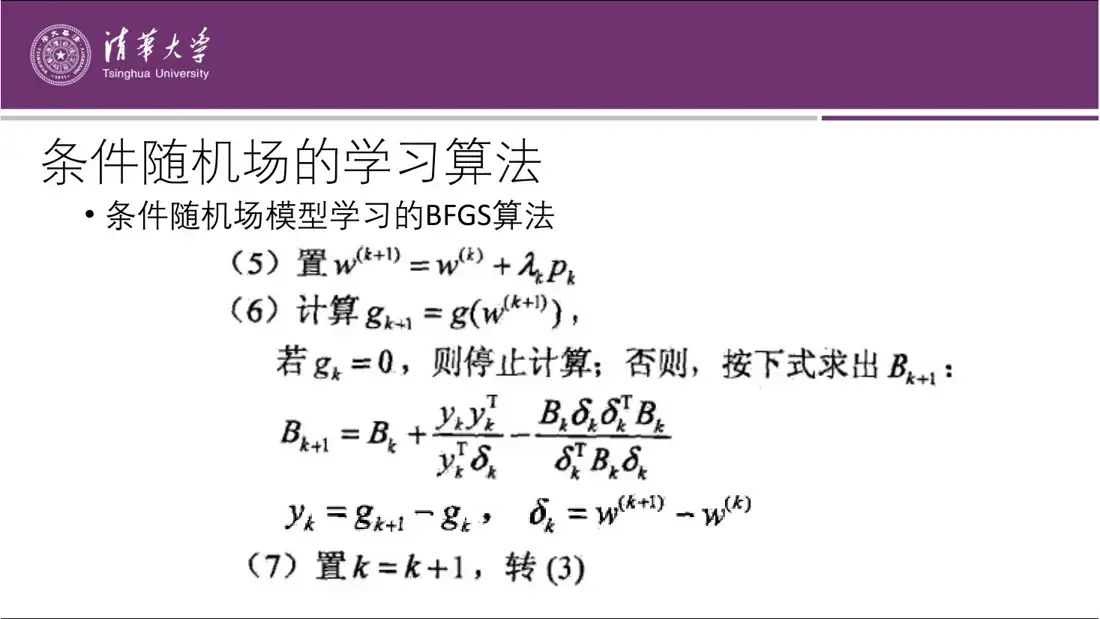 清华大学
Tsinghua University
条件随机场的学习算法
• 条件随机场模型学习的BFGS算法
（5）置 w^{(k+1)} = w^{(k)} + λ_k p_k
（6）计算 g_{k+1} = g(w^{(k+1)})，
若 g_k = 0，则停止计算；否则，按下式求出 B_{k+1}：
B_{k+1} = B_k + \frac{y_k y_k^T}{y_k^T δ_k} - \frac{B_k δ_k δ_k^T B_k}{δ_k^T B_k δ_k}
y_k = g_{k+1} - g_k， δ_k = w^{(k+1)} - w^{(k)}
（7）置 k = k+1，转 (3)